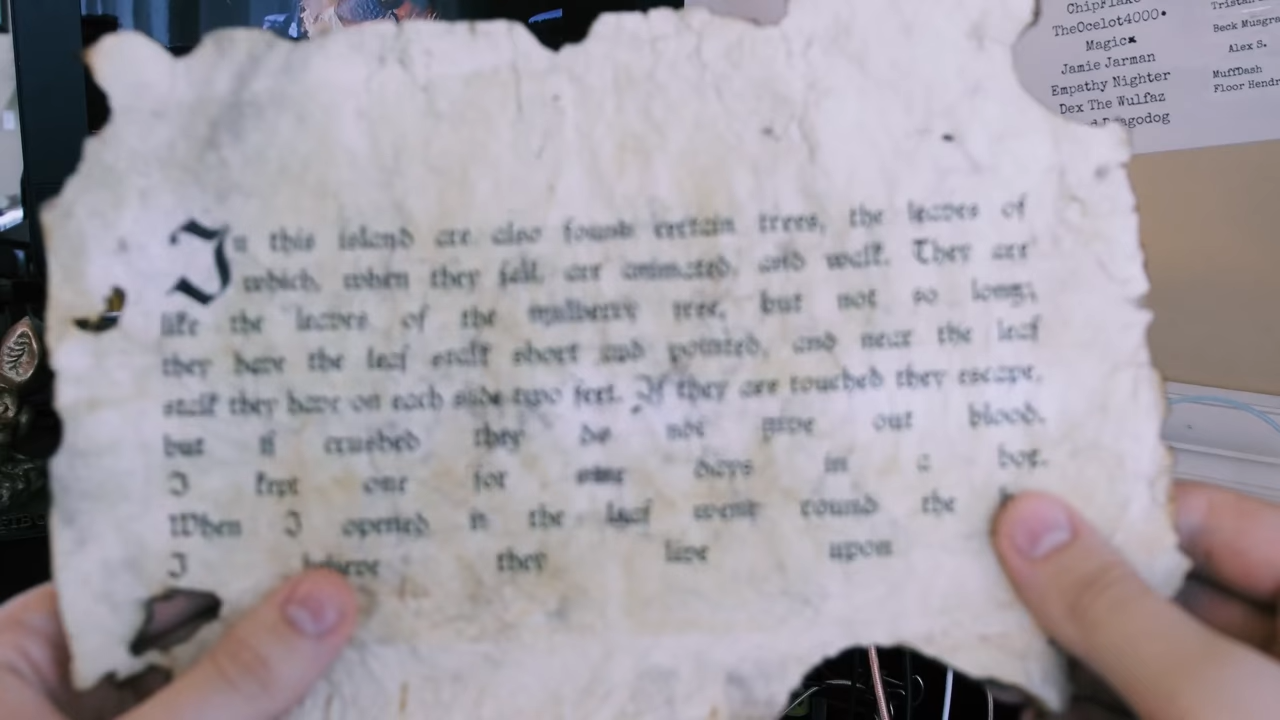 ChipFlake
TheOcelot4000
Magic
Jamie Jarman
Empathy Nighter
Dex The Wulfaz
Beck Musgra
Alex S.
MuffDash
Floor Hendr
In this island are also found certain trees, the leaves of
which, when they fall, are animated, and walk. They are
like the leaves of the mulberry tree, but not so long;
they have the leaf stalk short and pointed, and near the leaf
stalk they have on each side two feet. If they are touched they escape,
but if crushed they do not give out blood.
I kept one for nine days in a box.
When I opened it the leaf went round the
I believe they live upon